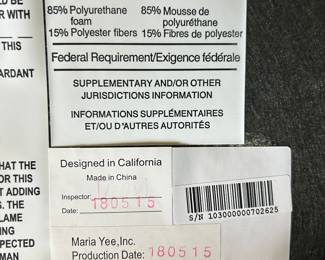 D BE
R WITH
THIS
ARDANT
HAT THE
OR THIS
T ADDING
S. THE
LAME
ING
PECTED
MAN
85% Polyurethane
foam
15% Polyester fibers
85% Mousse de
polyuréthane
15% Fibres de polyester
Federal Requirement/Exigence fédérale
SUPPLEMENTARY AND/OR OTHER
JURISDICTIONS INFORMATION
INFORMATIONS SUPPLÉMENTAIRES
ET/OU D'AUTRES AUTORITÉS
Designed in California
Made in China
Inspector:
Date: 180515
S/N 103000000702625
Maria Yee,Inc.
Production Date: 180515